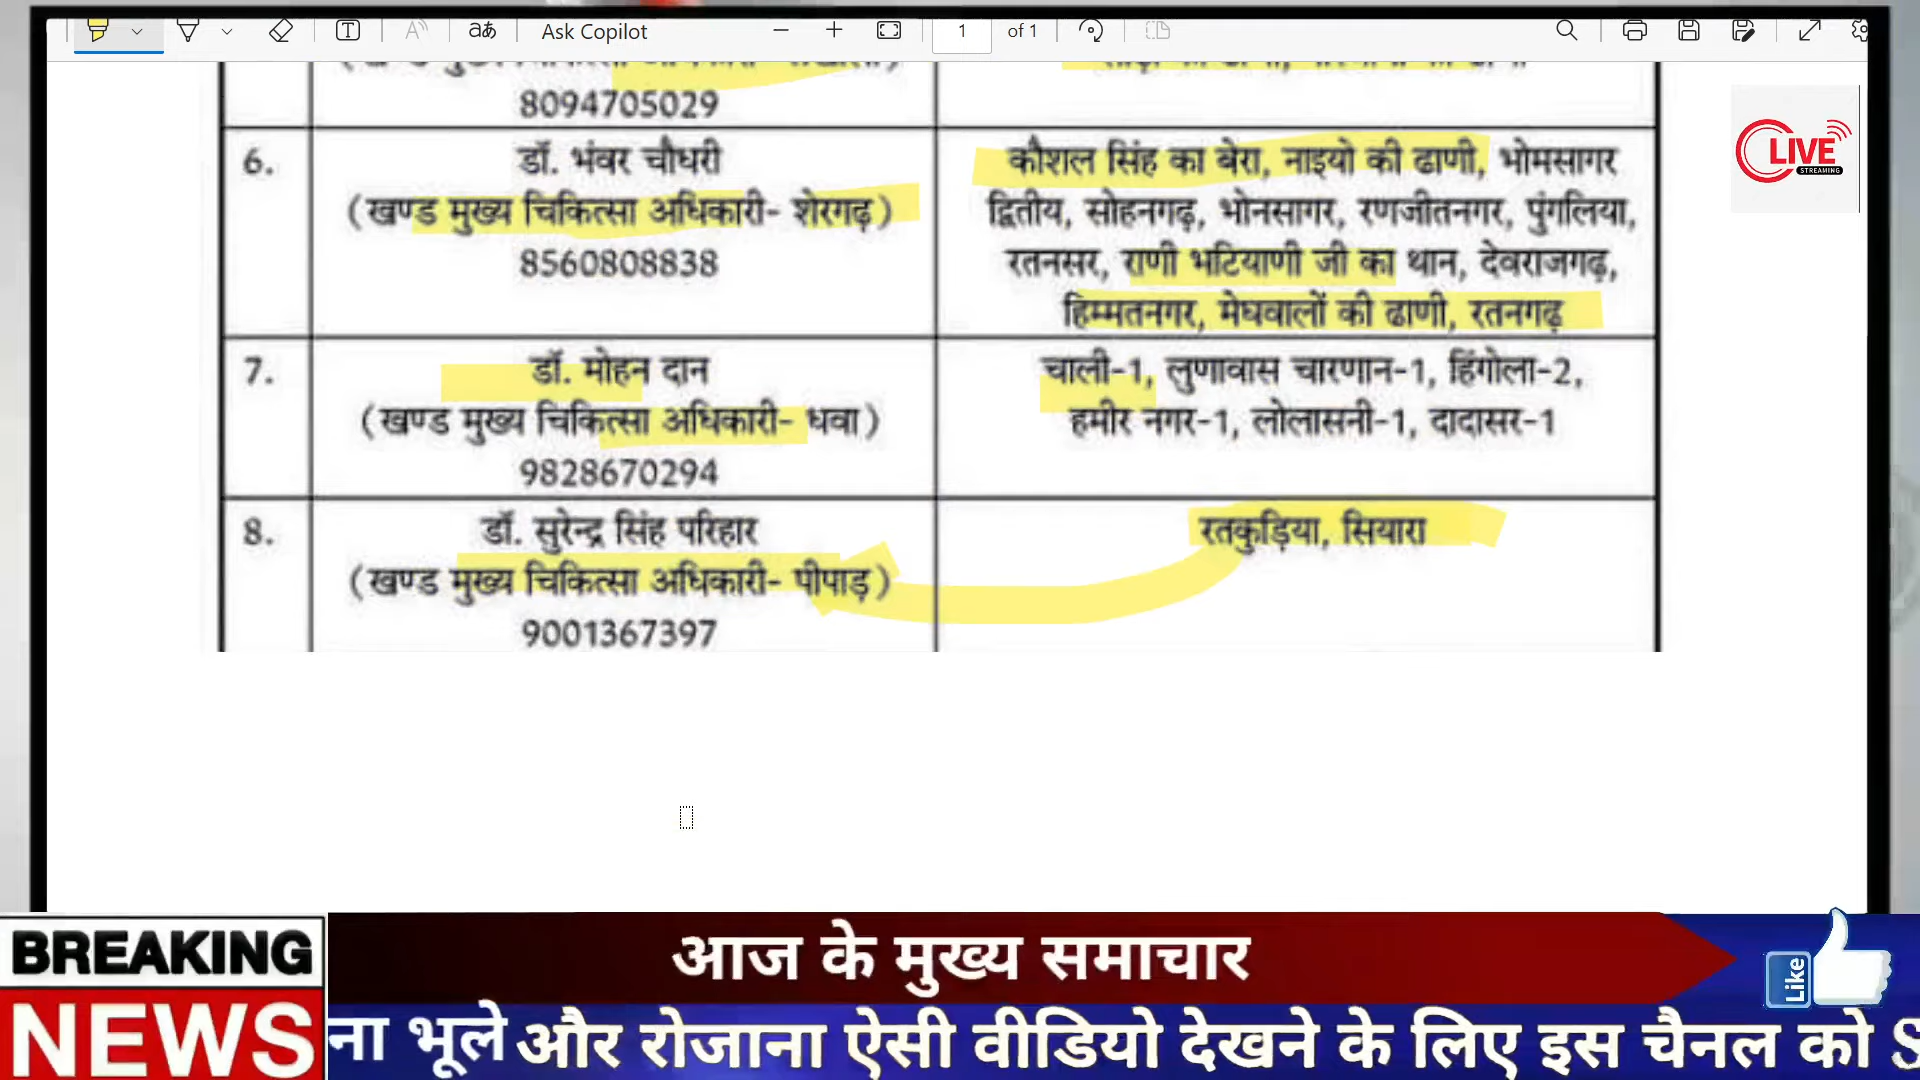 Ask Copilot
1 of 1
8094705029
6.
डॉ. भंवर चौधरी
(खण्ड मुख्य चिकित्सा अधिकारी- शेरगढ़)
8560808838
कौशल सिंह का बेरा, नाइयो की ढाणी, भोमसागर
द्वितीय, सोहनगढ़, भोनसागर, रणजीतनगर, पुंगलिया,
रतनसर, राणी भटियाणी जी का थान, देवराजगढ़,
हिम्मतनगर, मेघवालों की ढाणी, रतनगढ़
7.
डॉ. मोहन दान
(खण्ड मुख्य चिकित्सा अधिकारी- धवा)
9828670294
चाली-1, लुणावास चारणान-1, हिंगोला-2,
हमीर नगर-1, लोलासनी-1, दादासर-1
8.
डॉ. सुरेन्द्र सिंह परिहार
(खण्ड मुख्य चिकित्सा अधिकारी- पीपाड़)
9001367397
रतकुड़िया, सियारा
LIVE
STREAMING
BREAKING
NEWS
आज के मुख्य समाचार
Like
ना भूले और रोजाना ऐसी वीडियो देखने के लिए इस चैनल को S